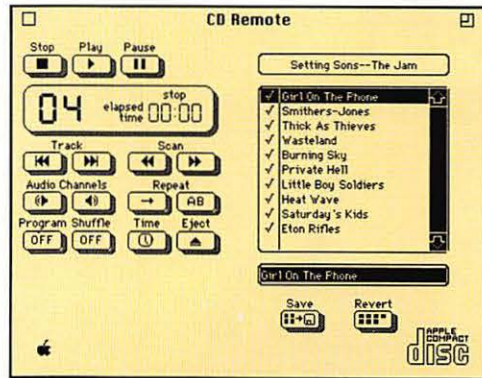 CD Remote
Stop Play Pause
04 elapsed time stop 00:00
Track Scan
Audio Channels Repeat
AB
Program Shuffle Time Eject
OFF OFF
Setting Sons--The Jam
✓ Girl On The Phone
✓ Smithers-Jones
✓ Thick As Thieves
✓ Wasteland
✓ Burning Sky
✓ Private Hell
✓ Little Boy Soldiers
✓ Heat Wave
✓ Saturday's Kids
✓ Eton Rifles
Girl On The Phone
Save Revert
APPLE
COMPACT
disc